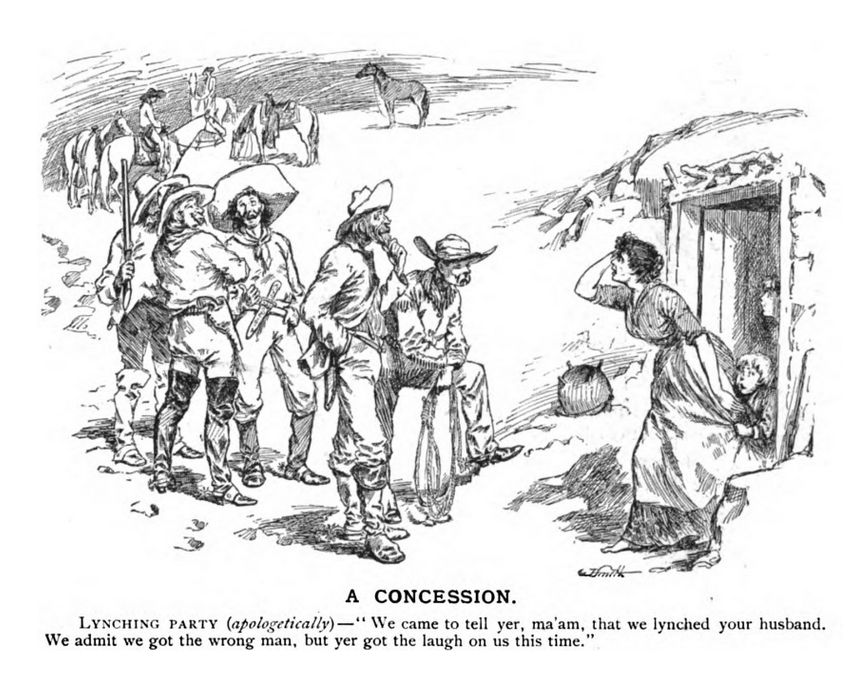 A CONCESSION.
LYNCHING PARTY (apologetically)—“ We came to tell yer, ma'am, that we lynched your husband.
We admit we got the wrong man, but yer got the laugh on us this time.”